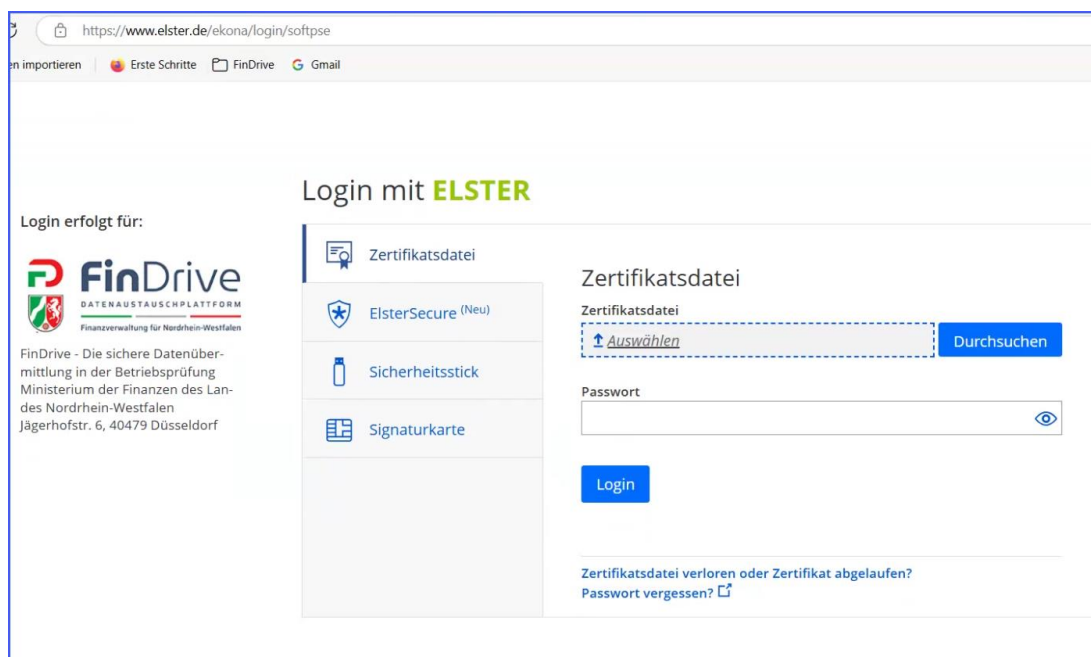 https://www.elster.de/ekona/login/softpse
en importieren
Erste Schritte
FinDrive
Gmail
Login mit ELSTER
Login erfolgt für:
FinDrive
DATENAUSTAUSCHPLATTFORM
Finanzverwaltung für Nordrhein-Westfalen
FinDrive - Die sichere Datenüber-
mittlung in der Betriebsprüfung
Ministerium der Finanzen des Lan-
des Nordrhein-Westfalen
Jägerhofstr. 6, 40479 Düsseldorf
Zertifikatsdatei
ElsterSecure (Neu)
Sicherheitsstick
Signaturkarte
Zertifikatsdatei
Zertifikatsdatei
Auswählen
Durchsuchen
Passwort
Login
Zertifikatsdatei verloren oder Zertifikat abgelaufen?
Passwort vergessen?